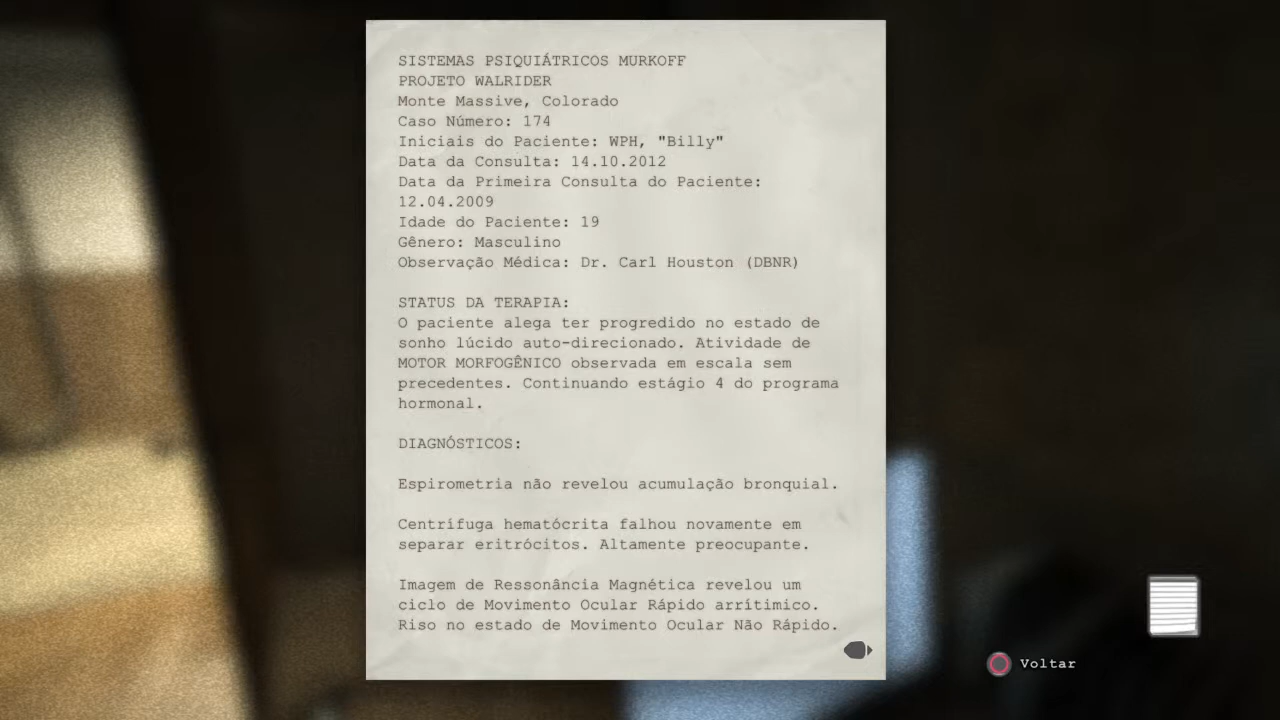 SISTEMAS PSIQUIÁTRICOS MURKOFF
PROJETO WALRIDER
Monte Massive, Colorado
Caso Número: 174
Iniciais do Paciente: WPH, "Billy"
Data da Consulta: 14.10.2012
Data da Primeira Consulta do Paciente:
12.04.2009
Idade do Paciente: 19
Gênero: Masculino
Observação Médica: Dr. Carl Houston (DBNR)
STATUS DA TERAPIA:
O paciente alega ter progredido no estado de
sonho lúcido auto-direcionado. Atividade de
MOTOR MORFOGÊNICO observada em escala sem
precedentes. Continuando estágio 4 do programa
hormonal.
DIAGNÓSTICOS:
Espirometria não revelou acumulação bronquial.
Centrífuga hematócrita falhou novamente em
separar eritrócitos. Altamente preocupante.
Imagem de Ressonância Magnética revelou um
ciclo de Movimento Ocular Rápido arrítimico.
Riso no estado de Movimento Ocular Não Rápido.
Voltar